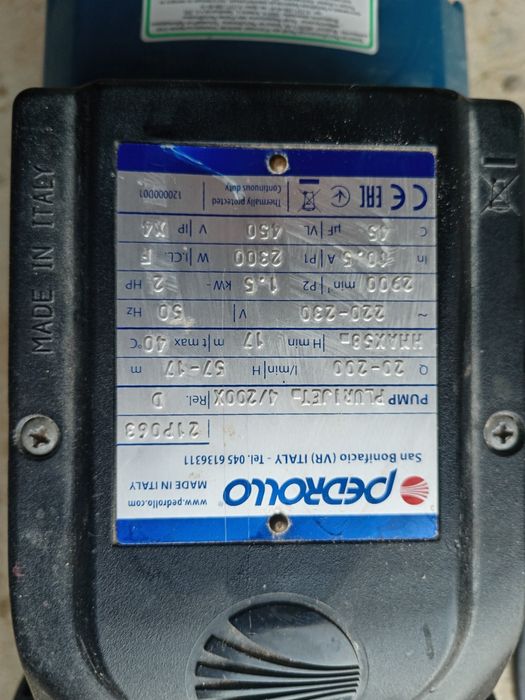 PEDROLLO
www.pedrollo.com
MADE IN ITALY
San Bonifacio (VR) ITALY - Tel. 045 6136311
21P063
PUMP PLURIJET 4/200X Rel. D
Q 20-200 l/min H 57-17 m
HMAX58 H min 17 m t max 40°C
~ 220-230 V 50 Hz
2900 min⁻¹ P2 1.5 kW - 2 HP
In 10.5 A P1 2300 W I.CL. F
C 45 µF VL 450 V IP X4
CE EAC Thermally protected
Continuous duty 120000D01
MADE IN ITALY